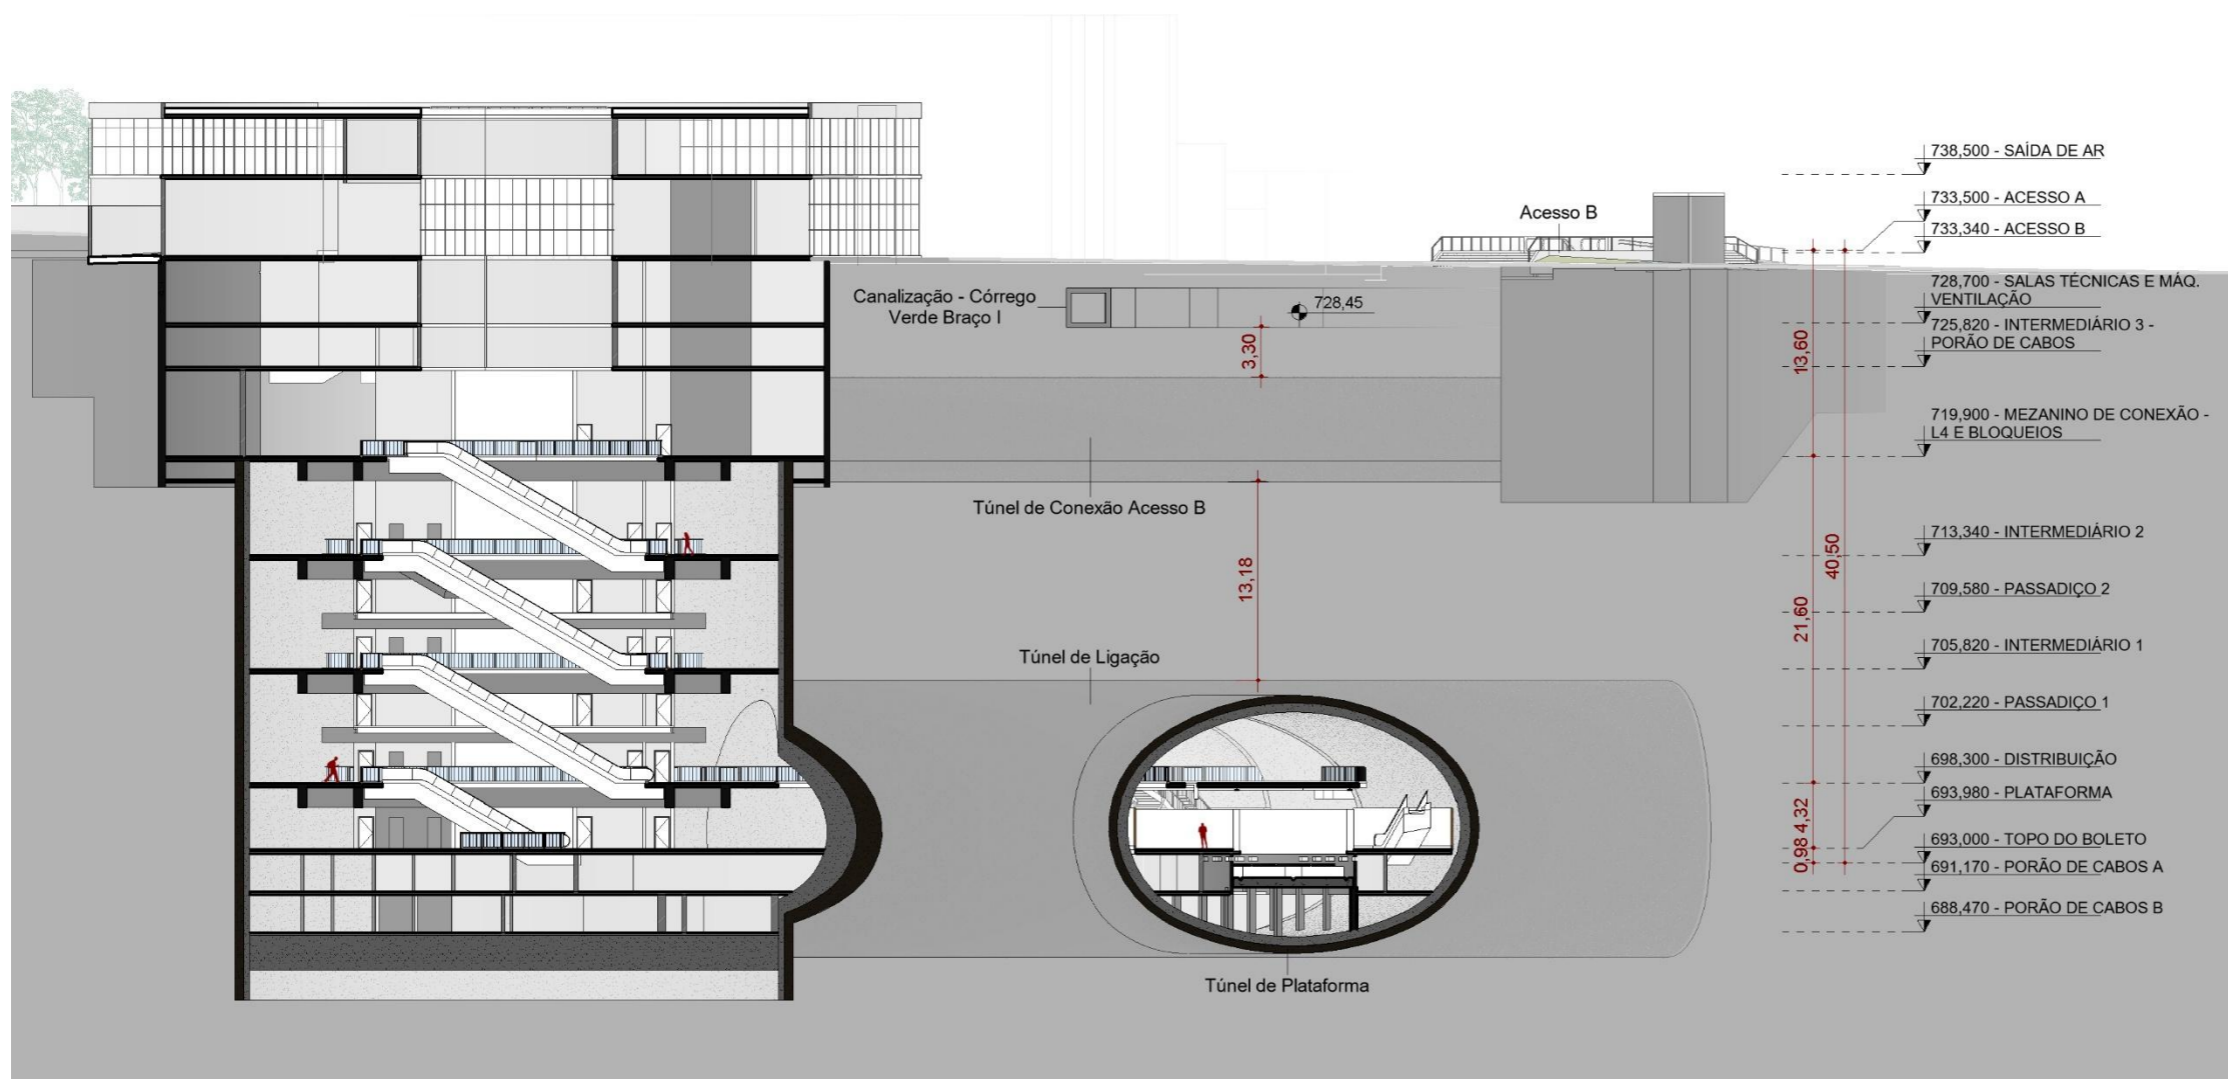 738,500 - SAÍDA DE AR
733,500 - ACESSO A
Acesso B
733,340 - ACESSO B
728,700 - SALAS TÉCNICAS E MÁQ.
VENTILAÇÃO
Canalização - Córrego
Verde Braço I
728,45
725,820 - INTERMEDIÁRIO 3 -
PORÃO DE CABOS
3,30
13,60
719,900 - MEZANINO DE CONEXÃO -
L4 E BLOQUEIOS
Túnel de Conexão Acesso B
713,340 - INTERMEDIÁRIO 2
40,50
13,18
709,580 - PASSADIÇO 2
21,60
705,820 - INTERMEDIÁRIO 1
Túnel de Ligação
702,220 - PASSADIÇO 1
698,300 - DISTRIBUIÇÃO
693,980 - PLATAFORMA
4,32
0,98
693,000 - TOPO DO BOLETO
691,170 - PORÃO DE CABOS A
688,470 - PORÃO DE CABOS B
Túnel de Plataforma